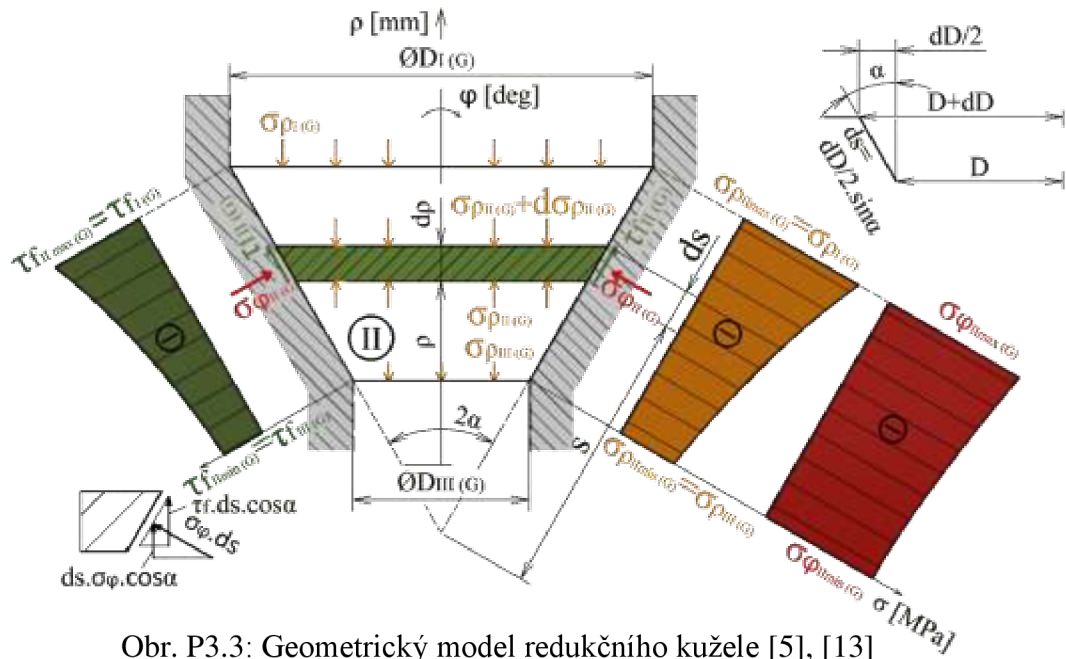 ρ [mm]
ØDI (G)
φ [deg]
σρI (G)
dD/2
α
D+dD
D
ds=
dD/2.sinα
τfII max (G)=τfI (G)
τfII (G)
dρ
σρII (G)+dσρII (G)
τfII (G)
σρIImax (G)=σρI (G)
ds
σφII (G)
σφII (G)
II
ρ
σρII (G)
σρIII (G)
σφIImax (G)
2α
s
τfIImin (G)=τfIII (G)
ØDIII (G)
σρIImin (G)=σρIII (G)
τf.ds.cosα
σφ.ds
ds.σφ.cosα
σφIImin (G)
σ [MPa]
Obr. P3.3: Geometrický model redukčního kužele [5], [13]